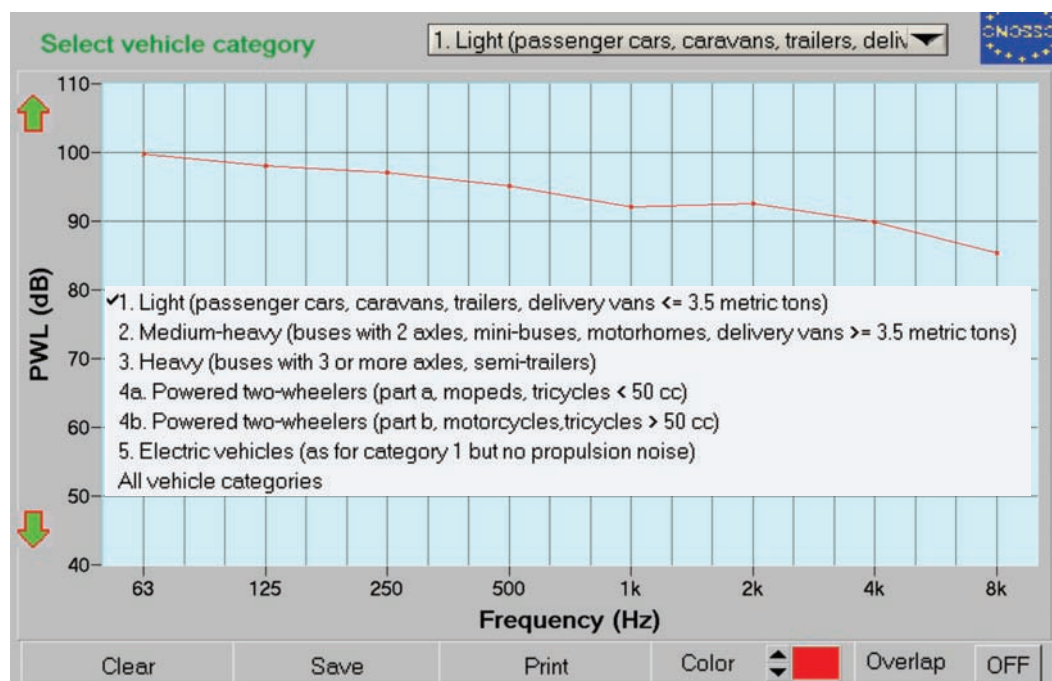 Select vehicle category
1. Light (passenger cars, caravans, trailers, deliv
CNOSSO
110
100
90
80
70
60
50
40
PWL (dB)
✔1. Light (passenger cars, caravans, trailers, delivery vans <= 3.5 metric tons)
2. Medium-heavy (buses with 2 axles, mini-buses, motorhomes, delivery vans >= 3.5 metric tons)
3. Heavy (buses with 3 or more axles, semi-trailers)
4a. Powered two-wheelers (part a, mopeds, tricycles < 50 cc)
4b. Powered two-wheelers (part b, motorcycles,tricycles > 50 cc)
5. Electric vehicles (as for category 1 but no propulsion noise)
All vehicle categories
63 125 250 500 1k 2k 4k 8k
Frequency (Hz)
Clear Save Print Color Overlap OFF